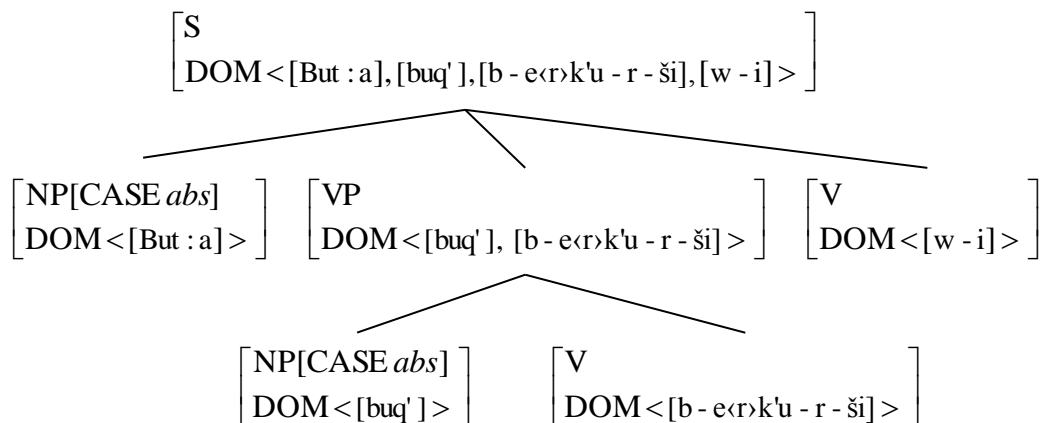 S
DOM <[But : a], [buq' ], [b - e‹r›k'u - r - ši], [w - i] >
NP[CASE abs] VP V
DOM <[But : a] > DOM <[buq' ], [b - e‹r›k'u - r - ši] > DOM <[w - i] >
NP[CASE abs] V
DOM <[buq' ] > DOM <[b - e‹r›k'u - r - ši] >